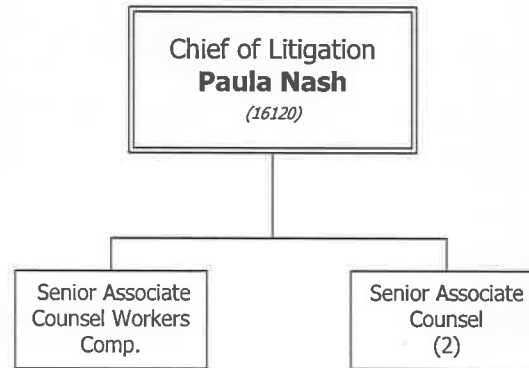 Chief of Litigation
Paula Nash
(16120)
Senior Associate
Counsel Workers
Comp.
Senior Associate
Counsel
(2)